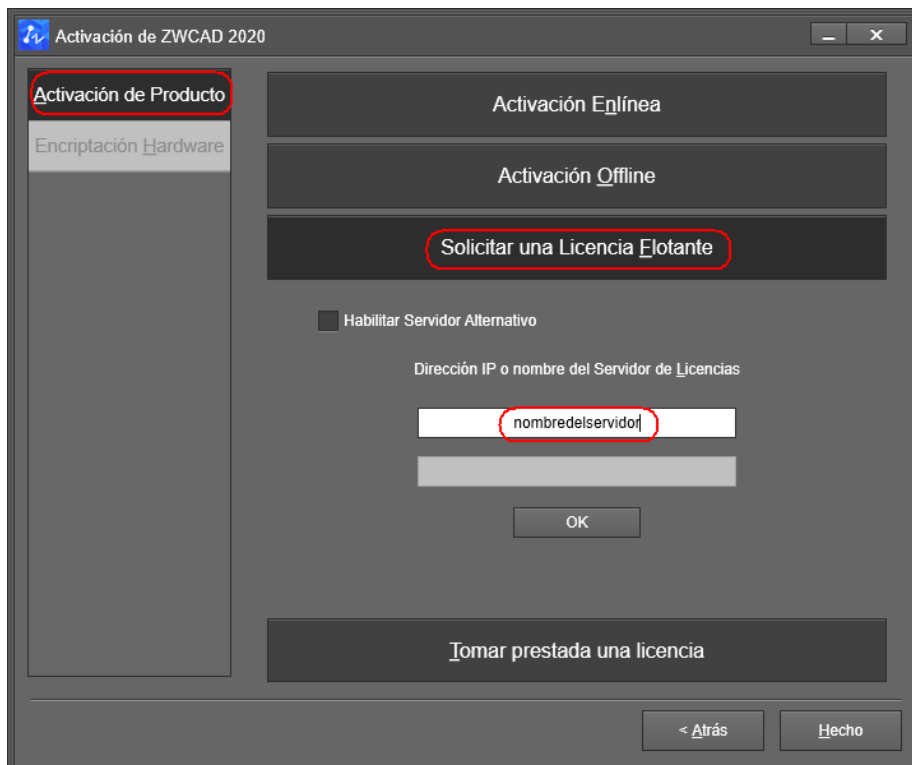 Activación de ZWCAD 2020
Activación de Producto
Encriptación Hardware
Activación Enlínea
Activación Offline
Solicitar una Licencia Flotante
Habilitar Servidor Alternativo
Dirección IP o nombre del Servidor de Licencias
nombredelservidor
OK
Tomar prestada una licencia
< Atrás
Hecho